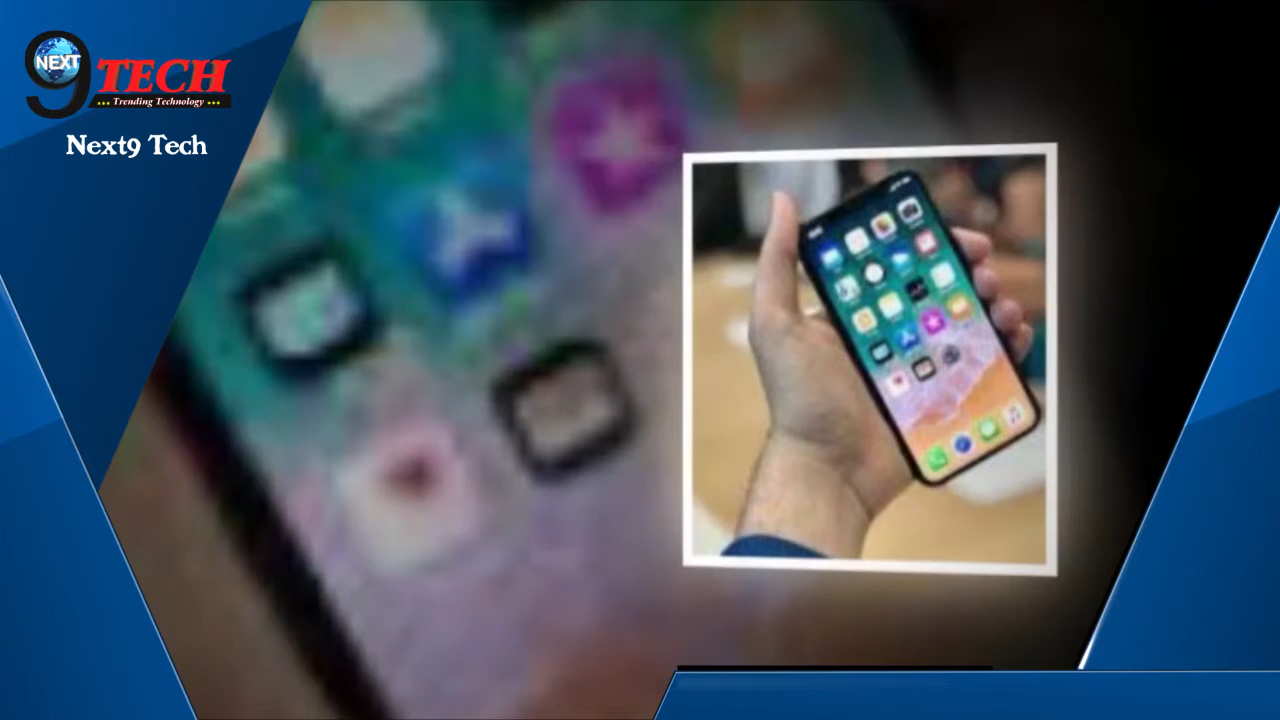 NEXT
9 TECH
••• Trending Technology •••
Next9 Tech